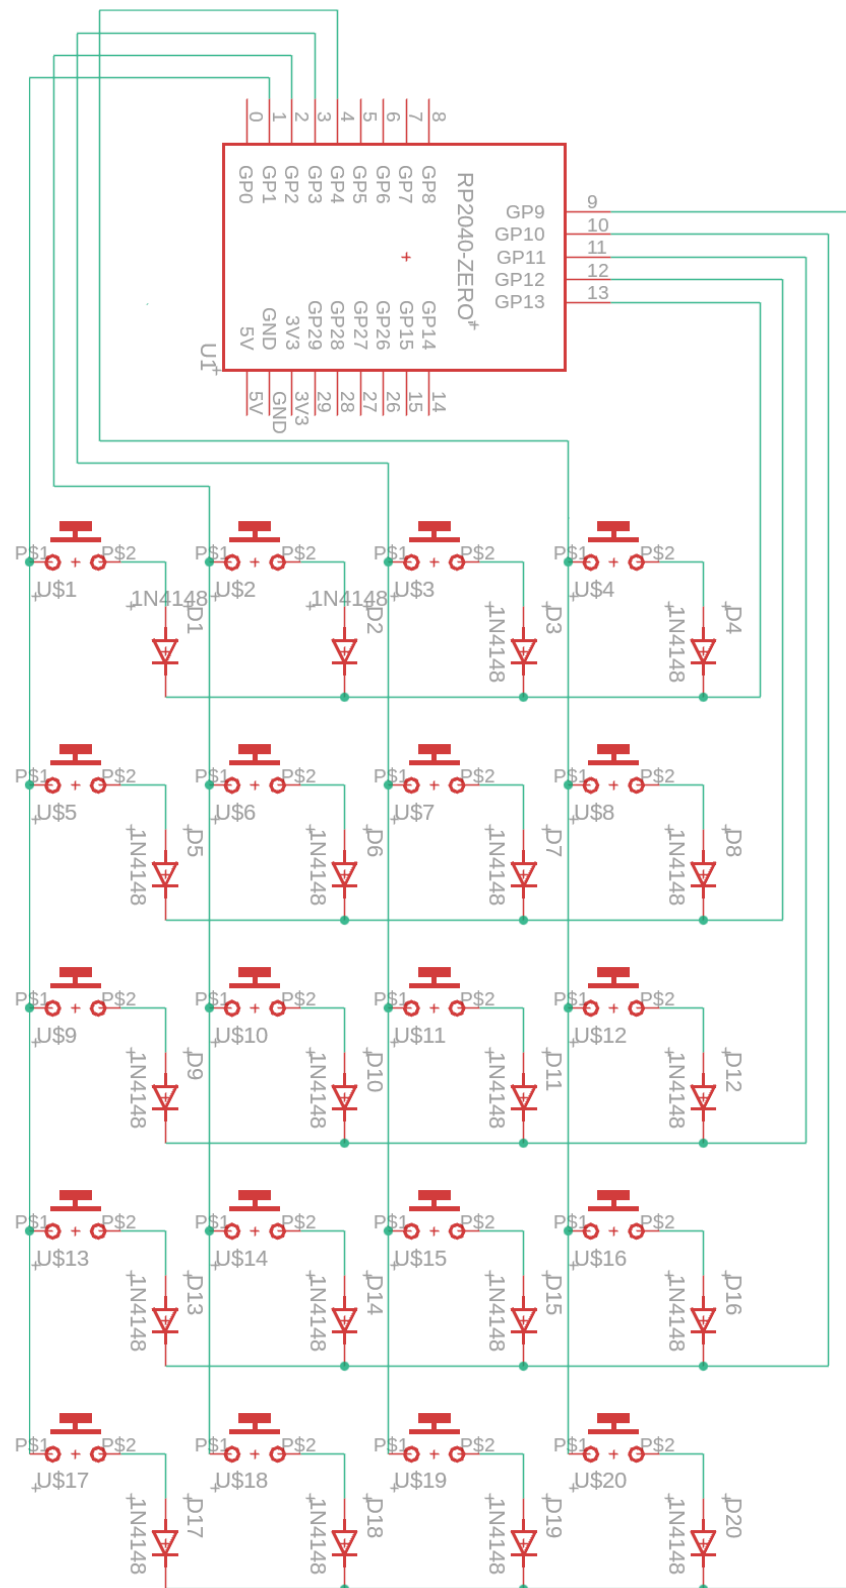 0 1 2 3 4 5 6 7 8
GP0 GP1 GP2 GP3 GP4 GP5 GP6 GP7 GP8
RP2040-ZERO
GP9 9
GP10 10
GP11 11
GP12 12
GP13 13
5V GND 3V3 GP29 GP28 GP27 GP26 GP15 GP14
U1
5V GND 3V3 29 28 27 26 15 14
P$1 P$2 P$1 P$2 P$1 P$2 P$1 P$2
U$1 U$2 U$3 U$4
1N4148 D1 1N4148 D2 1N4148 D3 1N4148 D4
P$1 P$2 P$1 P$2 P$1 P$2 P$1 P$2
U$5 U$6 U$7 U$8
1N4148 D5 1N4148 D6 1N4148 D7 1N4148 D8
P$1 P$2 P$1 P$2 P$1 P$2 P$1 P$2
U$9 U$10 U$11 U$12
1N4148 D9 1N4148 D10 1N4148 D11 1N4148 D12
P$1 P$2 P$1 P$2 P$1 P$2 P$1 P$2
U$13 U$14 U$15 U$16
1N4148 D13 1N4148 D14 1N4148 D15 1N4148 D16
P$1 P$2 P$1 P$2 P$1 P$2 P$1 P$2
U$17 U$18 U$19 U$20
1N4148 D17 1N4148 D18 1N4148 D19 1N4148 D20